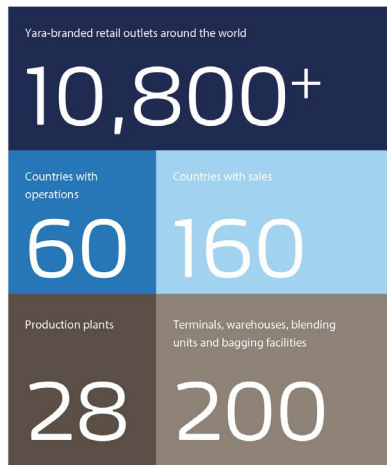 Yara-branded retail outlets around the world
10,800+
Countries with
operations
60
Countries with sales
160
Production plants
28
Terminals, warehouses, blending
units and bagging facilities
200